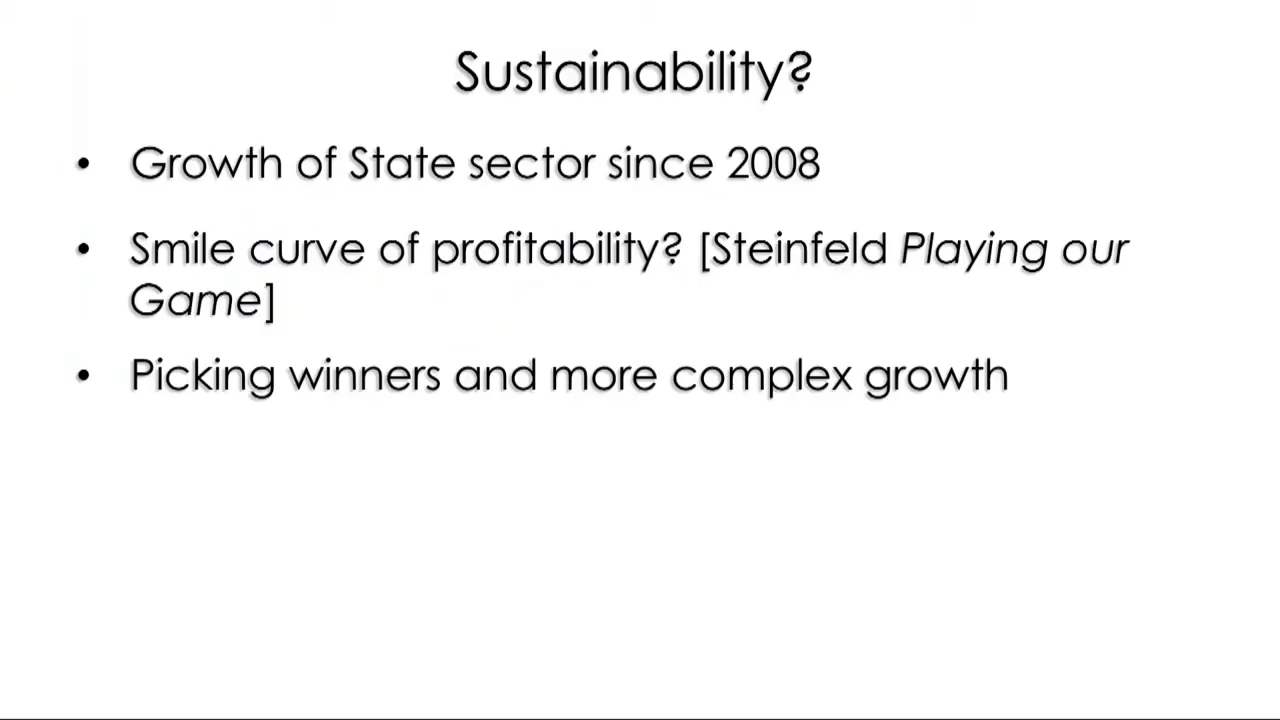 Sustainability?
• Growth of State sector since 2008
• Smile curve of profitability? [Steinfeld Playing our
Game]
• Picking winners and more complex growth